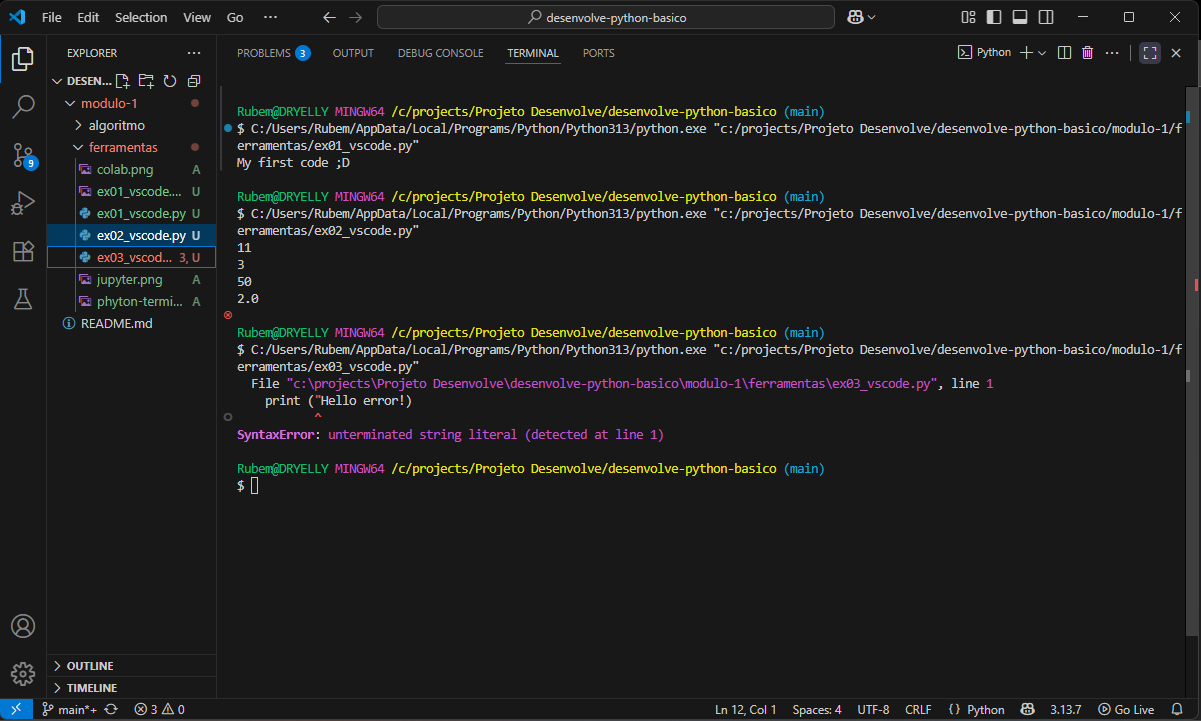 File Edit Selection View Go ···
desenvolve-python-basico
EXPLORER ···
DESEN...
modulo-1
algoritmo
ferramentas
colab.png A
ex01_vscode.... U
ex01_vscode.py U
ex02_vscode.py U
ex03_vscod... 3, U
jupyter.png A
phyton-termi... A
README.md
OUTLINE
TIMELINE
9
PROBLEMS 3 OUTPUT DEBUG CONSOLE TERMINAL PORTS
Python
Rubem@DRYELLY MINGW64 /c/projects/Projeto Desenvolve/desenvolve-python-basico (main)
$ C:/Users/Rubem/AppData/Local/Programs/Python/Python313/python.exe "c:/projects/Projeto Desenvolve/desenvolve-python-basico/modulo-1/f
erramentas/ex01_vscode.py"
My first code ;D
Rubem@DRYELLY MINGW64 /c/projects/Projeto Desenvolve/desenvolve-python-basico (main)
$ C:/Users/Rubem/AppData/Local/Programs/Python/Python313/python.exe "c:/projects/Projeto Desenvolve/desenvolve-python-basico/modulo-1/f
erramentas/ex02_vscode.py"
11
3
50
2.0
Rubem@DRYELLY MINGW64 /c/projects/Projeto Desenvolve/desenvolve-python-basico (main)
$ C:/Users/Rubem/AppData/Local/Programs/Python/Python313/python.exe "c:/projects/Projeto Desenvolve/desenvolve-python-basico/modulo-1/f
erramentas/ex03_vscode.py"
File "c:\projects\Projeto Desenvolve\desenvolve-python-basico\modulo-1\ferramentas\ex03_vscode.py", line 1
print ("Hello error!)
^
SyntaxError: unterminated string literal (detected at line 1)
Rubem@DRYELLY MINGW64 /c/projects/Projeto Desenvolve/desenvolve-python-basico (main)
$
main*+ 3 0 Ln 12, Col 1 Spaces: 4 UTF-8 CRLF {} Python 3.13.7 Go Live